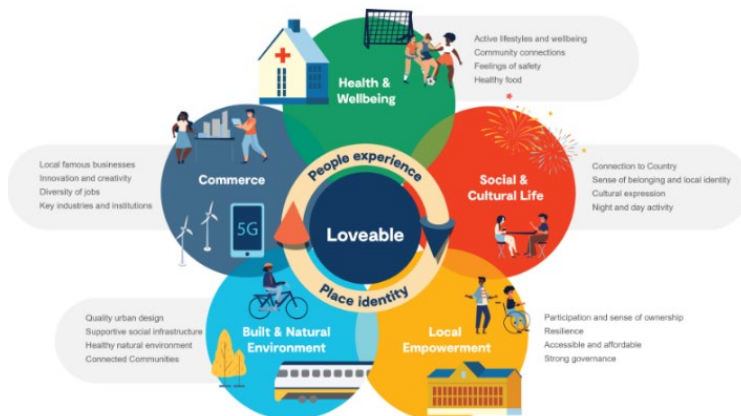 Health &
Wellbeing
Active lifestyles and wellbeing
Community connections
Feelings of safety
Healthy food
Commerce
Local famous businesses
Innovation and creativity
Diversity of jobs
Key industries and institutions
5G
People experience
Loveable
Place identity
Social &
Cultural Life
Connection to Country
Sense of belonging and local identity
Cultural expression
Night and day activity
Built & Natural
Environment
Quality urban design
Supportive social infrastructure
Healthy natural environment
Connected Communities
Local
Empowerment
Participation and sense of ownership
Resilience
Accessible and affordable
Strong governance